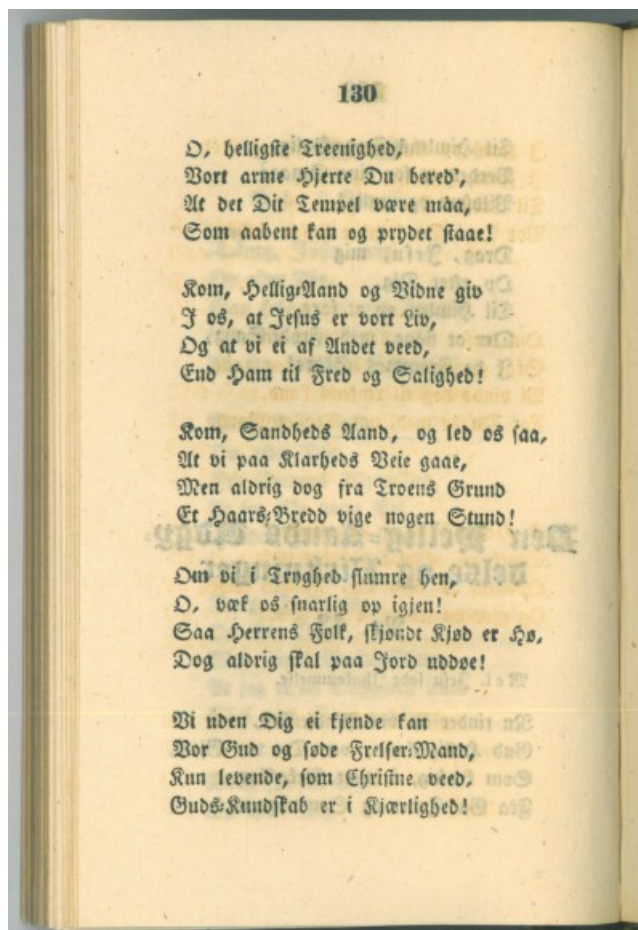 130
O, helligste Treenighed,
Vort arme Hjerte Du bered',
At det Dit Tempel være maa,
Som aabent kan og prydet staae!
Kom, Hellig-Aand og Vidne giv
I os, at Jesus er vort Liv,
Og at vi ei af Andet veed,
End Ham til Fred og Salighed!
Kom, Sandheds Aand, og led os saa,
At vi paa Klarheds Veie gaae,
Men aldrig dog fra Troens Grund
Et Haars-Bredd vige nogen Stund!
Om vi i Tryghed slumre hen,
O, væk os snarlig op igjen!
Saa Herrens Folk, skjøndt Kjød er Hø,
Dog aldrig skal paa Jord uddøe!
Vi uden Dig ei kjende kan
Vor Gud og søde Frelser-Mand,
Kun levende, som Christne veed,
Guds-Kundskab er i Kjærlighed!